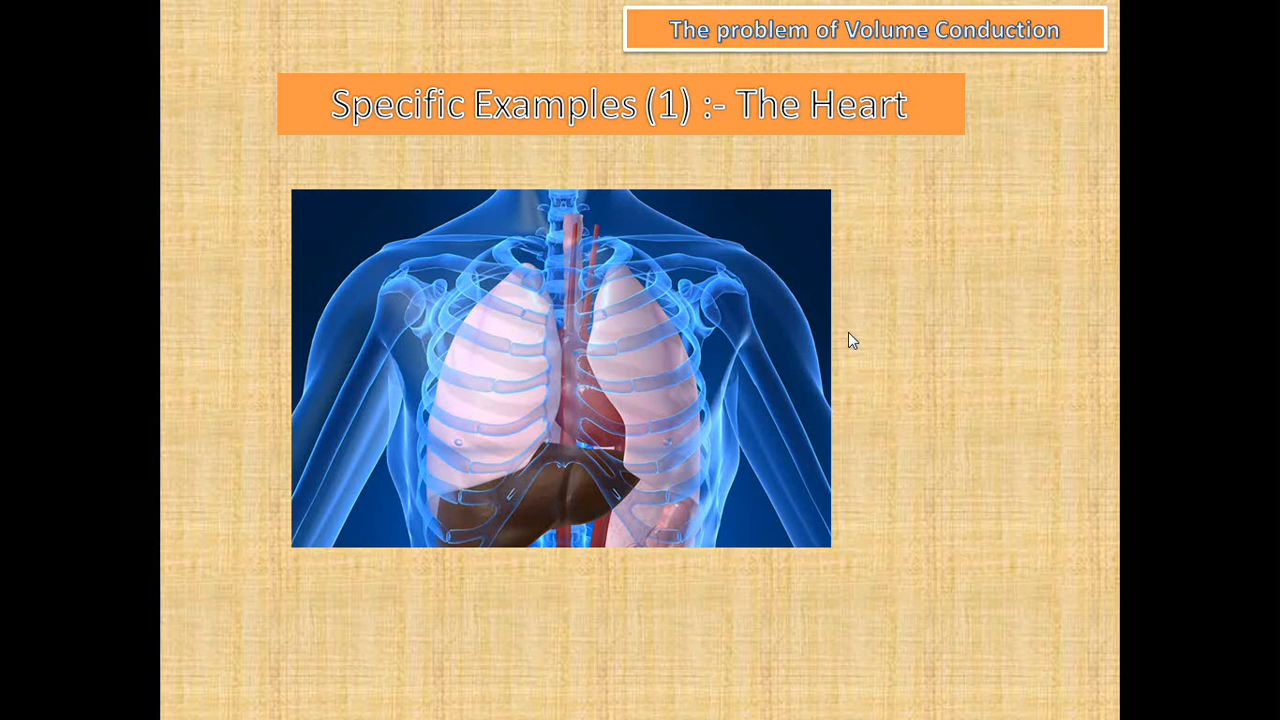 The problem of Volume Conduction
Specific Examples (1) :- The Heart